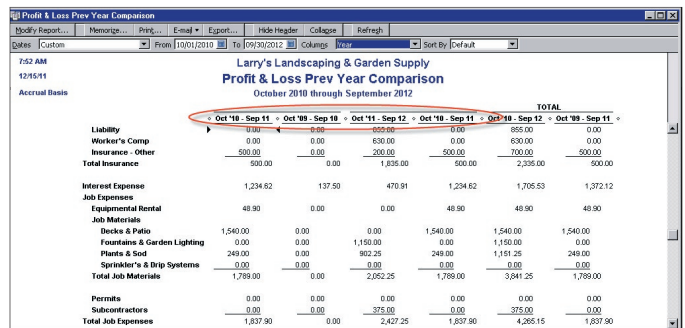 Profit & Loss Prev Year Comparison
Modify Report... Memorize... Print... E-mail Export... Hide Header Collapse Refresh
Dates Custom From 10/01/2010 To 09/30/2012 Columns Year Sort By Default
7:52 AM
12/15/11
Accrual Basis
Larry's Landscaping & Garden Supply
Profit & Loss Prev Year Comparison
October 2010 through September 2012
TOTAL
Oct '10 - Sep 11 Oct '09 - Sep 10 Oct '11 - Sep 12 Oct '10 - Sep 11 Oct '10 - Sep 12 Oct '09 - Sep 11
Liability 0.00 0.00 855.00 0.00 855.00 0.00
Worker's Comp 0.00 0.00 630.00 0.00 630.00 0.00
Insurance - Other 500.00 0.00 200.00 500.00 700.00 500.00
Total Insurance 500.00 0.00 1,835.00 500.00 2,335.00 500.00
Interest Expense 1,234.62 137.50 470.91 1,234.62 1,705.53 1,372.12
Job Expenses
Equipmental Rental 48.90 0.00 0.00 48.90 48.90 0.00
Job Materials
Decks & Patio 1,540.00 0.00 0.00 1,540.00 1,540.00 1,540.00
Fountains & Garden Lighting 0.00 0.00 1,150.00 0.00 1,150.00 0.00
Plants & Sod 249.00 0.00 902.25 249.00 1,151.25 249.00
Sprinkler's & Drip Systems 0.00 0.00 0.00 0.00 0.00 0.00
Total Job Materials 1,789.00 0.00 2,052.25 1,789.00 3,841.25 1,789.00
Permits 0.00 0.00 0.00 0.00 0.00 0.00
Subcontractors 0.00 0.00 375.00 0.00 375.00 0.00
Total Job Expenses 1,837.90 0.00 2,427.25 1,837.90 4,265.15 1,837.90